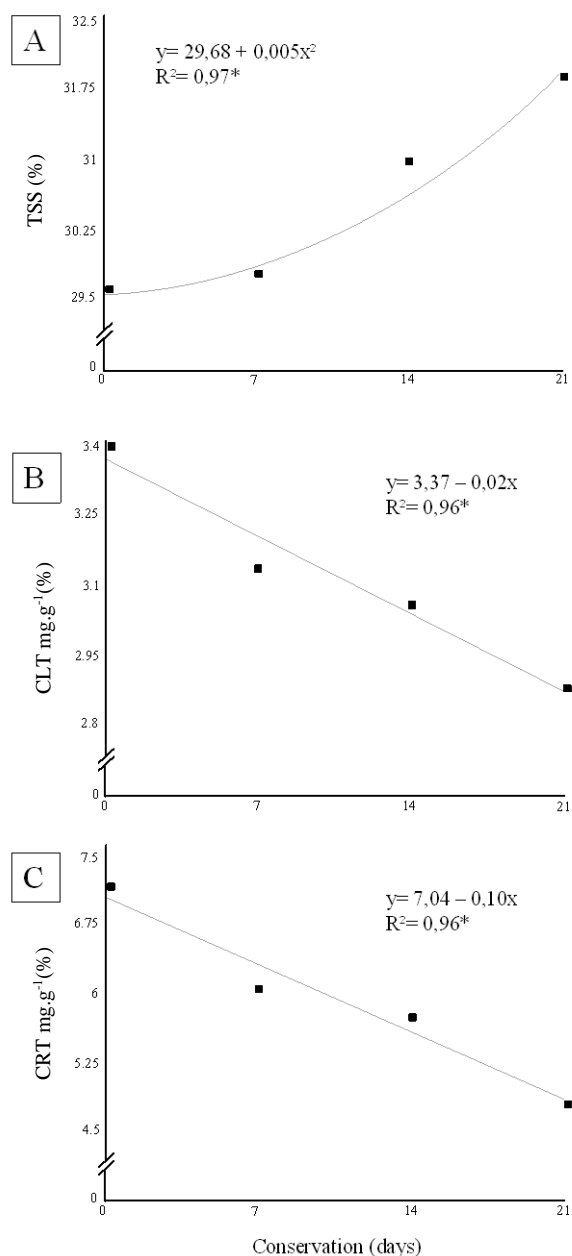 A
32.5
y= 29,68 + 0,005x²
R²= 0,97*
31.75
31
TSS (%)
30.25
29.5
0
0 7 14 21
B
3.4
y= 3,37 – 0,02x
R²= 0,96*
3.25
3.1
CLT mg.g⁻¹(%)
2.95
2.8
0
0 7 14 21
C
7.5
y= 7,04 – 0,10x
R²= 0,96*
6.75
6
CRT mg.g⁻¹(%)
5.25
4.5
0
0 7 14 21
Conservation (days)